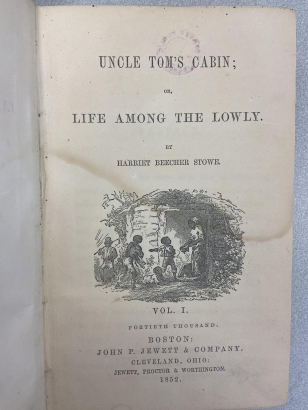 UNCLE TOM'S CABIN;
OR,
LIFE AMONG THE LOWLY.
BY
HARRIET BEECHER STOWE.
VOL. I.
FORTIETH THOUSAND.
BOSTON:
JOHN P. JEWETT & COMPANY.
CLEVELAND, OHIO:
JEWETT, PROCTOR & WORTHINGTON.
1852.